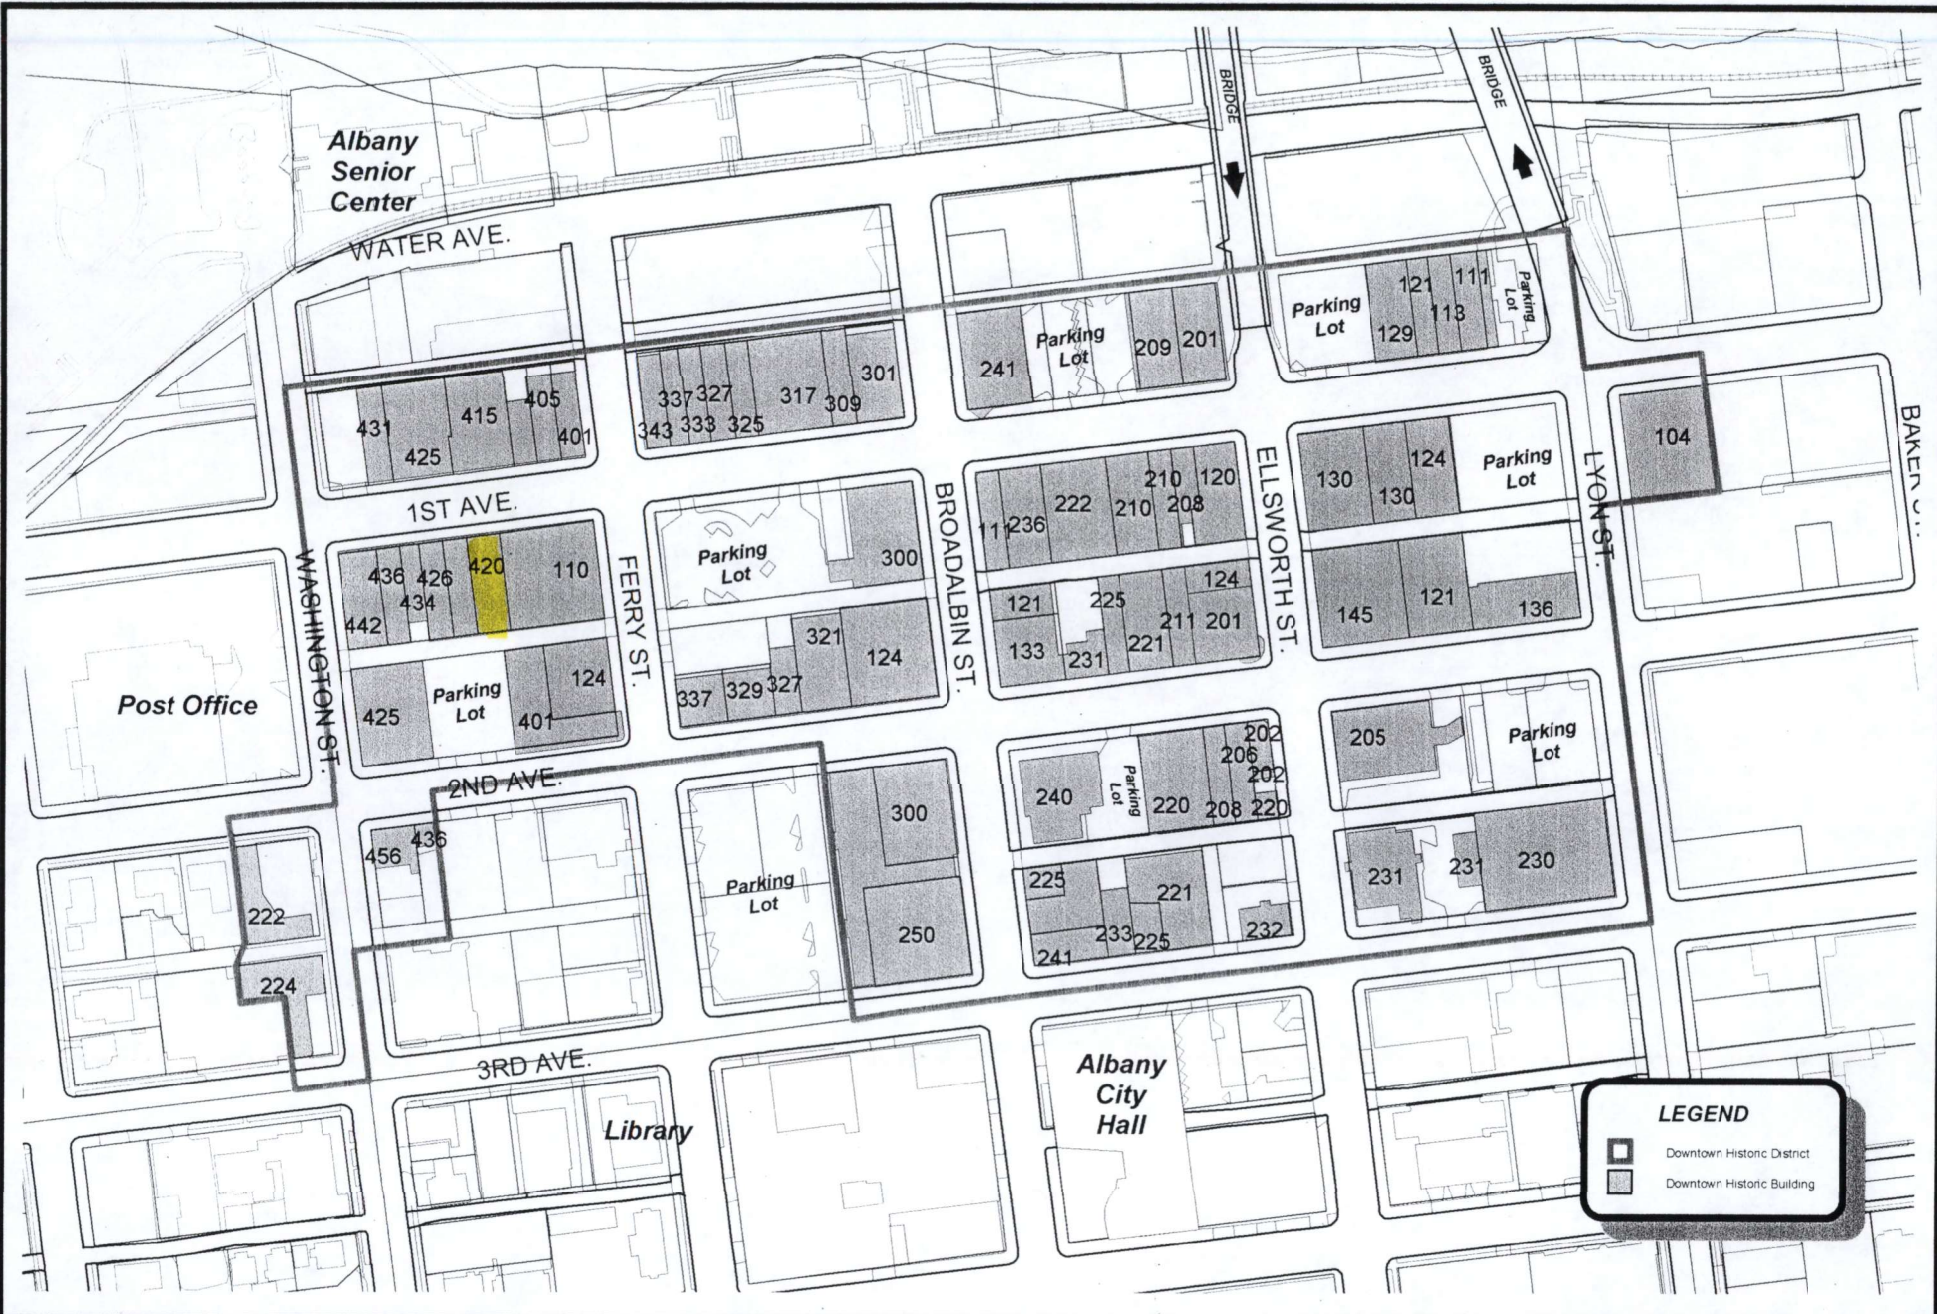 BRIDGE
BRIDGE
Albany
Senior
Center
WATER AVE.
Parking
Lot
121
111
113
129
Parking
Lot
241
Parking
Lot
209
201
301
317
309
337
327
343
333
325
405
415
431
425
401
104
BAKER
1ST AVE.
BROADALBIN ST.
ELLSWORTH ST.
LYON ST.
WASHINGTON ST.
FERRY ST.
130
130
124
Parking
Lot
111
236
222
210
210
208
120
Parking
Lot
300
436
426
420
434
442
110
121
225
124
133
231
221
211
201
145
121
136
321
124
337
329
327
Post Office
425
Parking
Lot
401
124
2ND AVE.
205
Parking
Lot
240
Parking
Lot
220
206
202
202
208
220
300
250
Parking
Lot
456
436
222
224
225
221
241
233
225
232
231
231
230
3RD AVE.
Library
Albany
City
Hall
LEGEND
Downtown Historic District
Downtown Historic Building